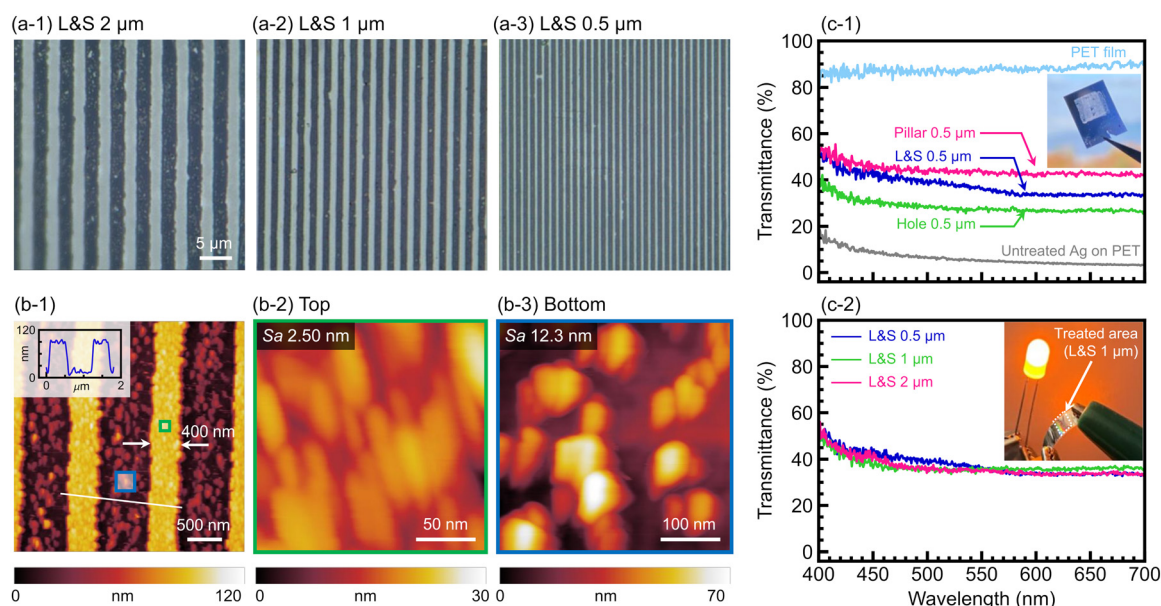 (a-1) L&S 2 μm
(a-2) L&S 1 μm
(a-3) L&S 0.5 μm
5 μm
(b-1)
120
nm
0
0
μm
2
400 nm
500 nm
(b-2) Top
Sa 2.50 nm
50 nm
(b-3) Bottom
Sa 12.3 nm
100 nm
0 nm 120
0 nm 30
0 nm 70
(c-1)
Transmittance (%)
100
80
60
40
20
0
PET film
Pillar 0.5 μm
L&S 0.5 μm
Hole 0.5 μm
Untreated Ag on PET
(c-2)
Transmittance (%)
100
80
60
40
20
0
L&S 0.5 μm
L&S 1 μm
L&S 2 μm
Treated area
(L&S 1 μm)
400 450 500 550 600 650 700
Wavelength (nm)